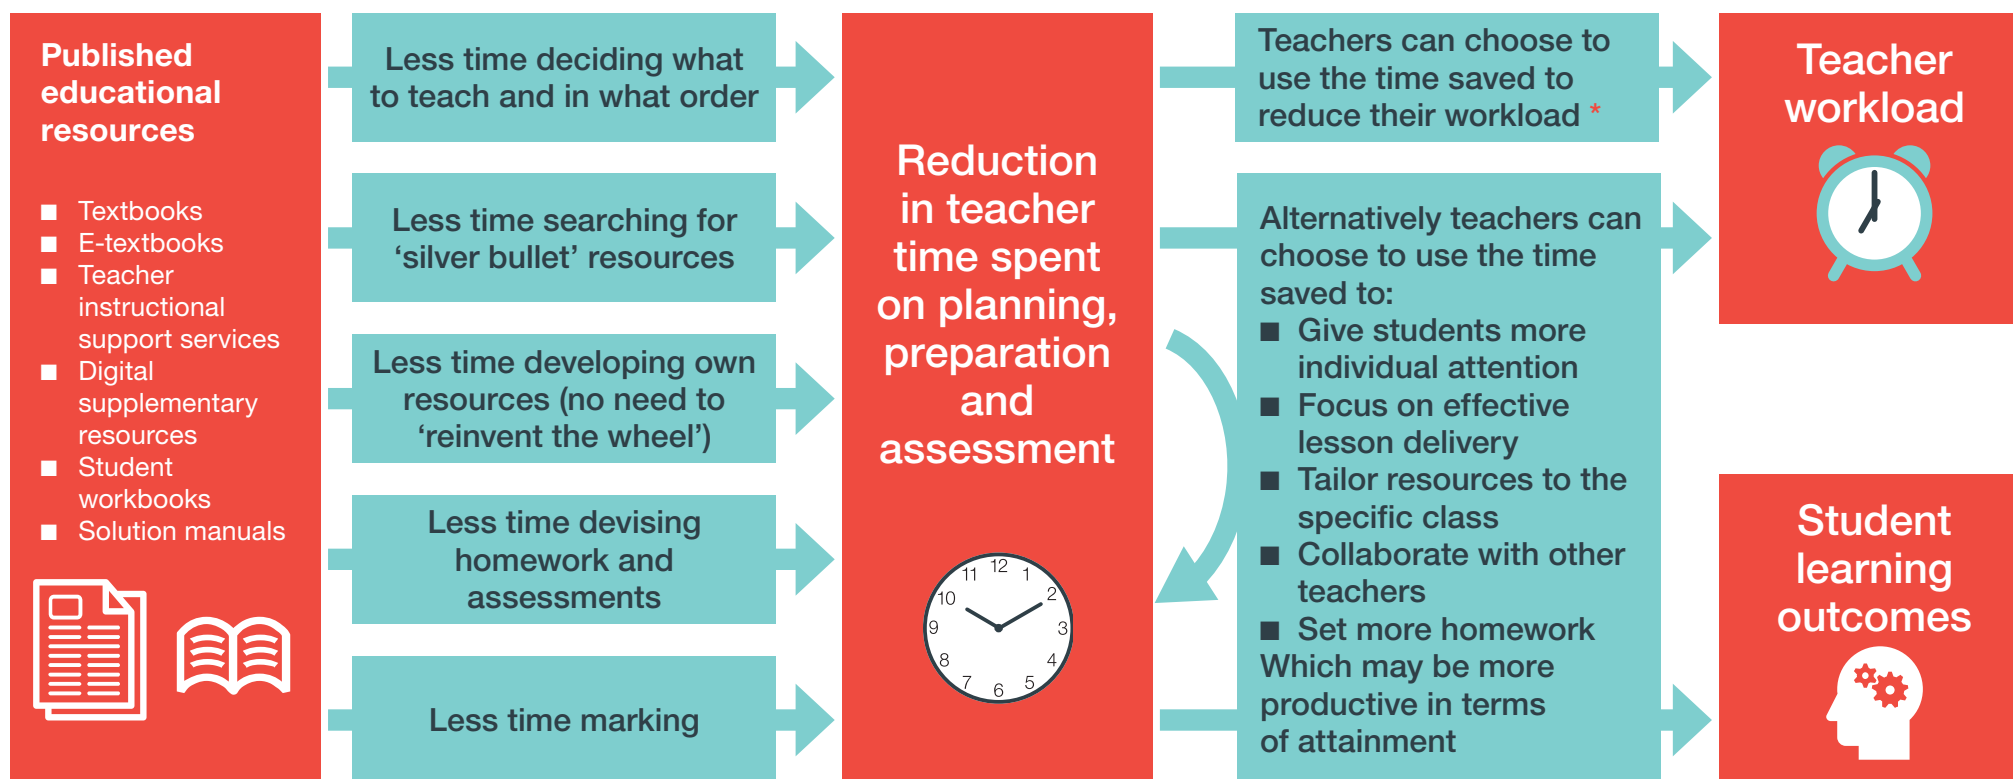 Published
educational
resources
■ Textbooks
■ E-textbooks
■ Teacher
instructional
support services
■ Digital
supplementary
resources
■ Student
workbooks
■ Solution manuals
Less time deciding what
to teach and in what order
Less time searching for
‘silver bullet’ resources
Less time developing own
resources (no need to
‘reinvent the wheel’)
Less time devising
homework and
assessments
Less time marking
Reduction
in teacher
time spent
on planning,
preparation
and
assessment
12
1
2
3
4
5
6
7
8
9
10
11
Teachers can choose to
use the time saved to
reduce their workload *
Alternatively teachers can
choose to use the time
saved to:
■ Give students more
individual attention
■ Focus on effective
lesson delivery
■ Tailor resources to the
specific class
■ Collaborate with other
teachers
■ Set more homework
Which may be more
productive in terms
of attainment
Teacher
workload
Student
learning
outcomes